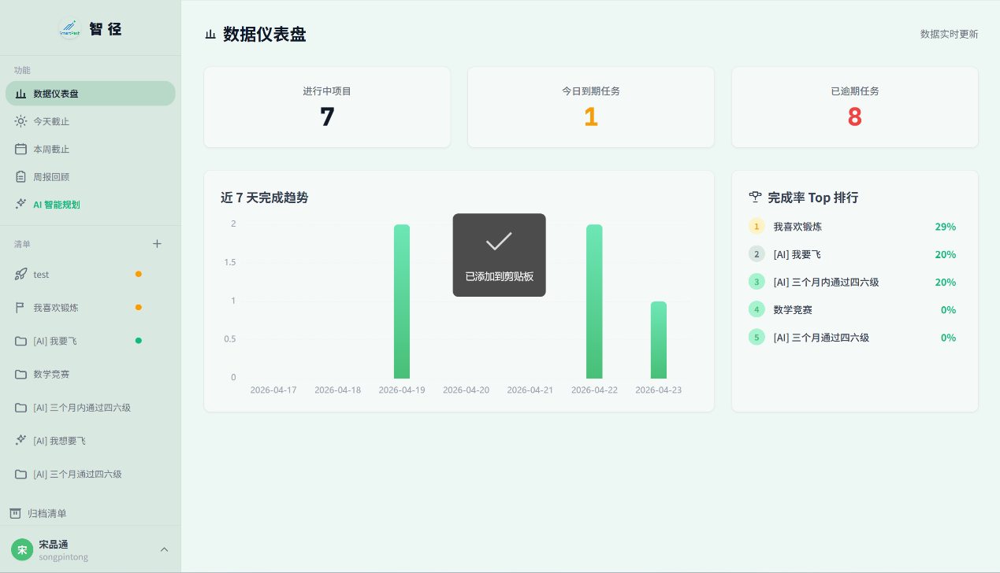 SmartPath
智 径
功能
数据仪表盘
今天截止
本周截止
周报回顾
AI 智能规划
清单
test
我喜欢锻炼
[AI] 我要飞
数学竞赛
[AI] 三个月内通过四六级
[AI] 我想要飞
[AI] 三个月通过四六级
归档清单
宋
宋品通
songpintong
数据仪表盘
数据实时更新
进行中项目
7
今日到期任务
1
已逾期任务
8
近 7 天完成趋势
2
1.5
1
0.5
0
2026-04-17 2026-04-18 2026-04-19 2026-04-20 2026-04-21 2026-04-22 2026-04-23
已添加到剪贴板
完成率 Top 排行
1 我喜欢锻炼 29%
2 [AI] 我要飞 20%
3 [AI] 三个月内通过四六级 20%
4 数学竞赛 0%
5 [AI] 三个月通过四六级 0%